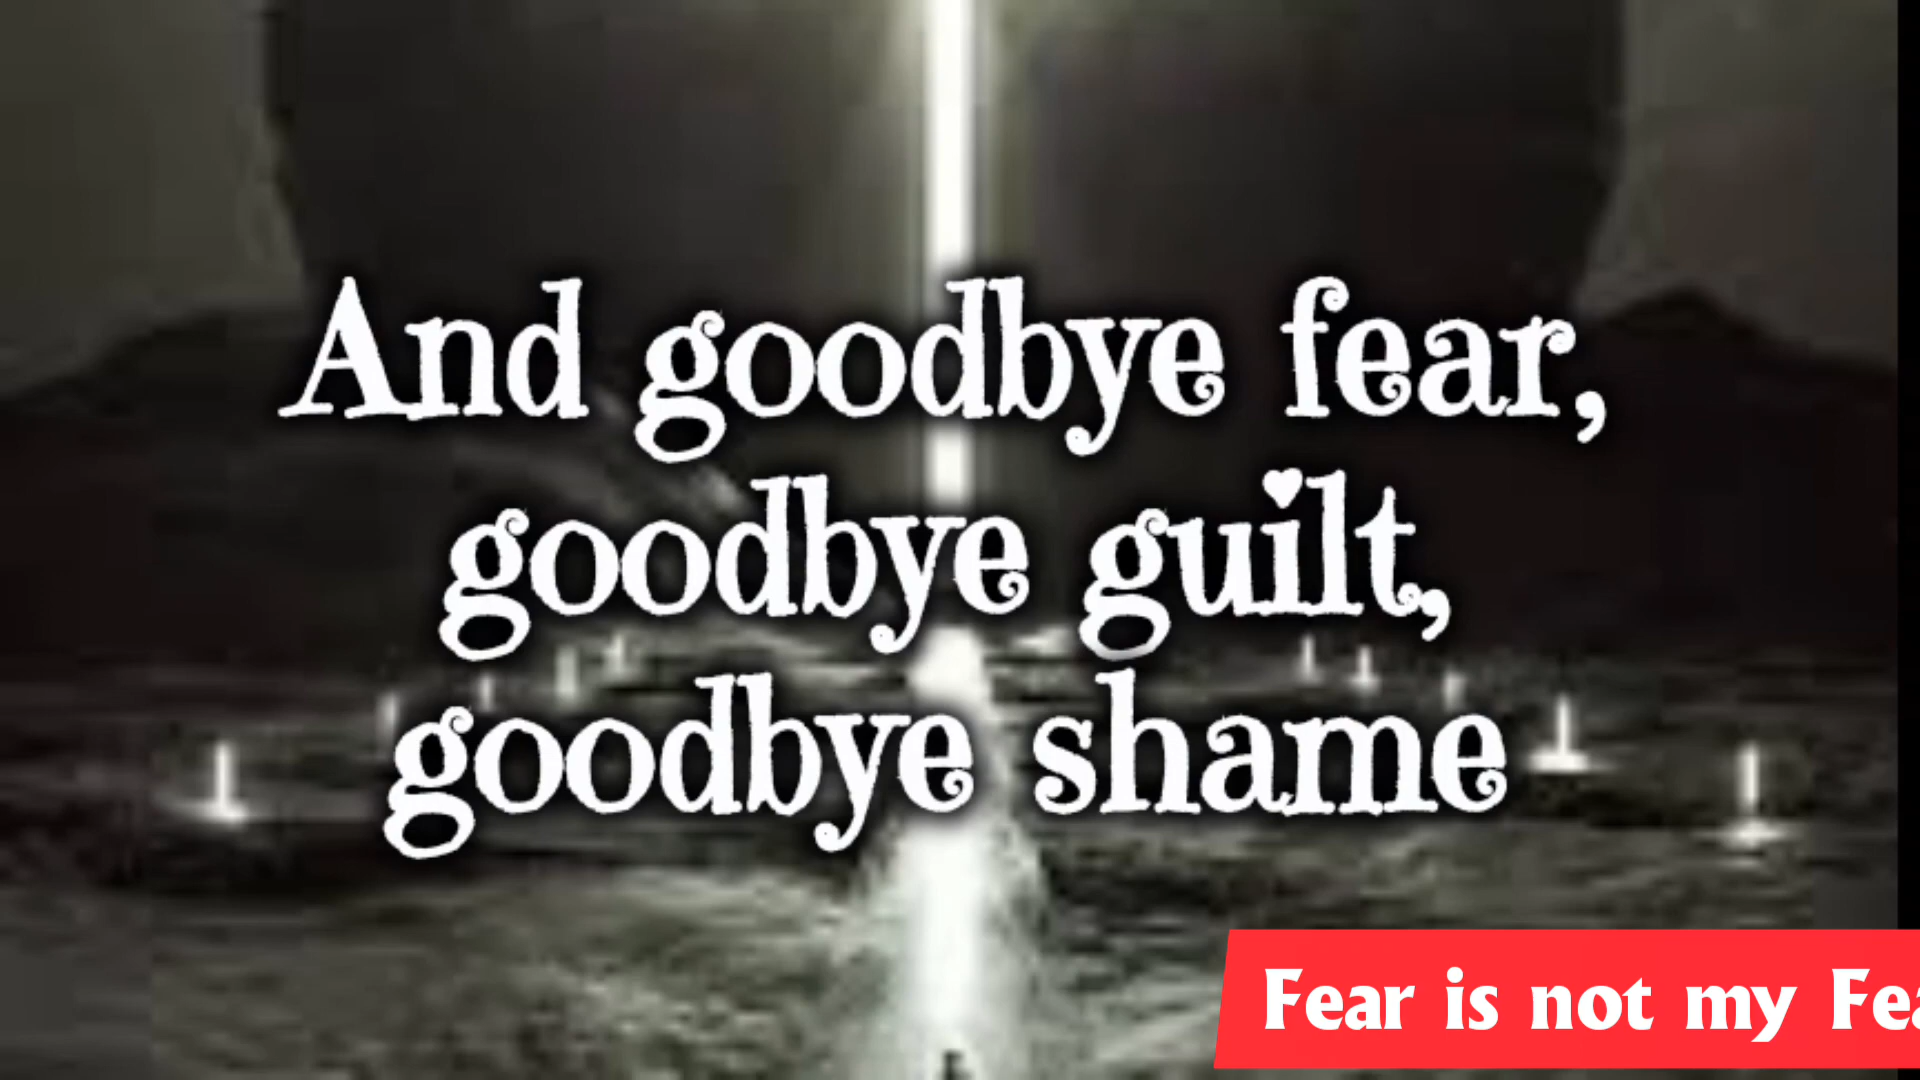 And goodbye fear,
goodbye guilt,
goodbye shame
Fear is not my